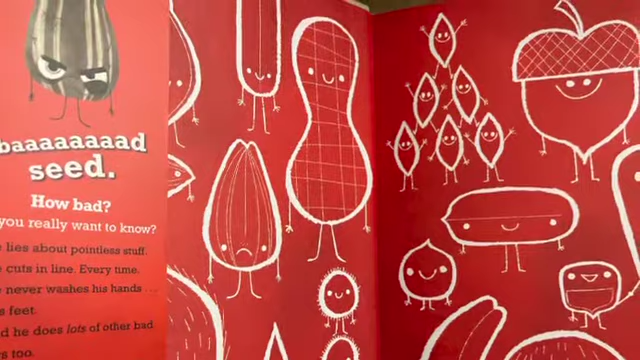 baaaaaaaaad
seed.
How bad?
you really want to know?
lies about pointless stuff.
cuts in line. Every time.
never washes his hands ...
feet.
he does lots of other bad
too.